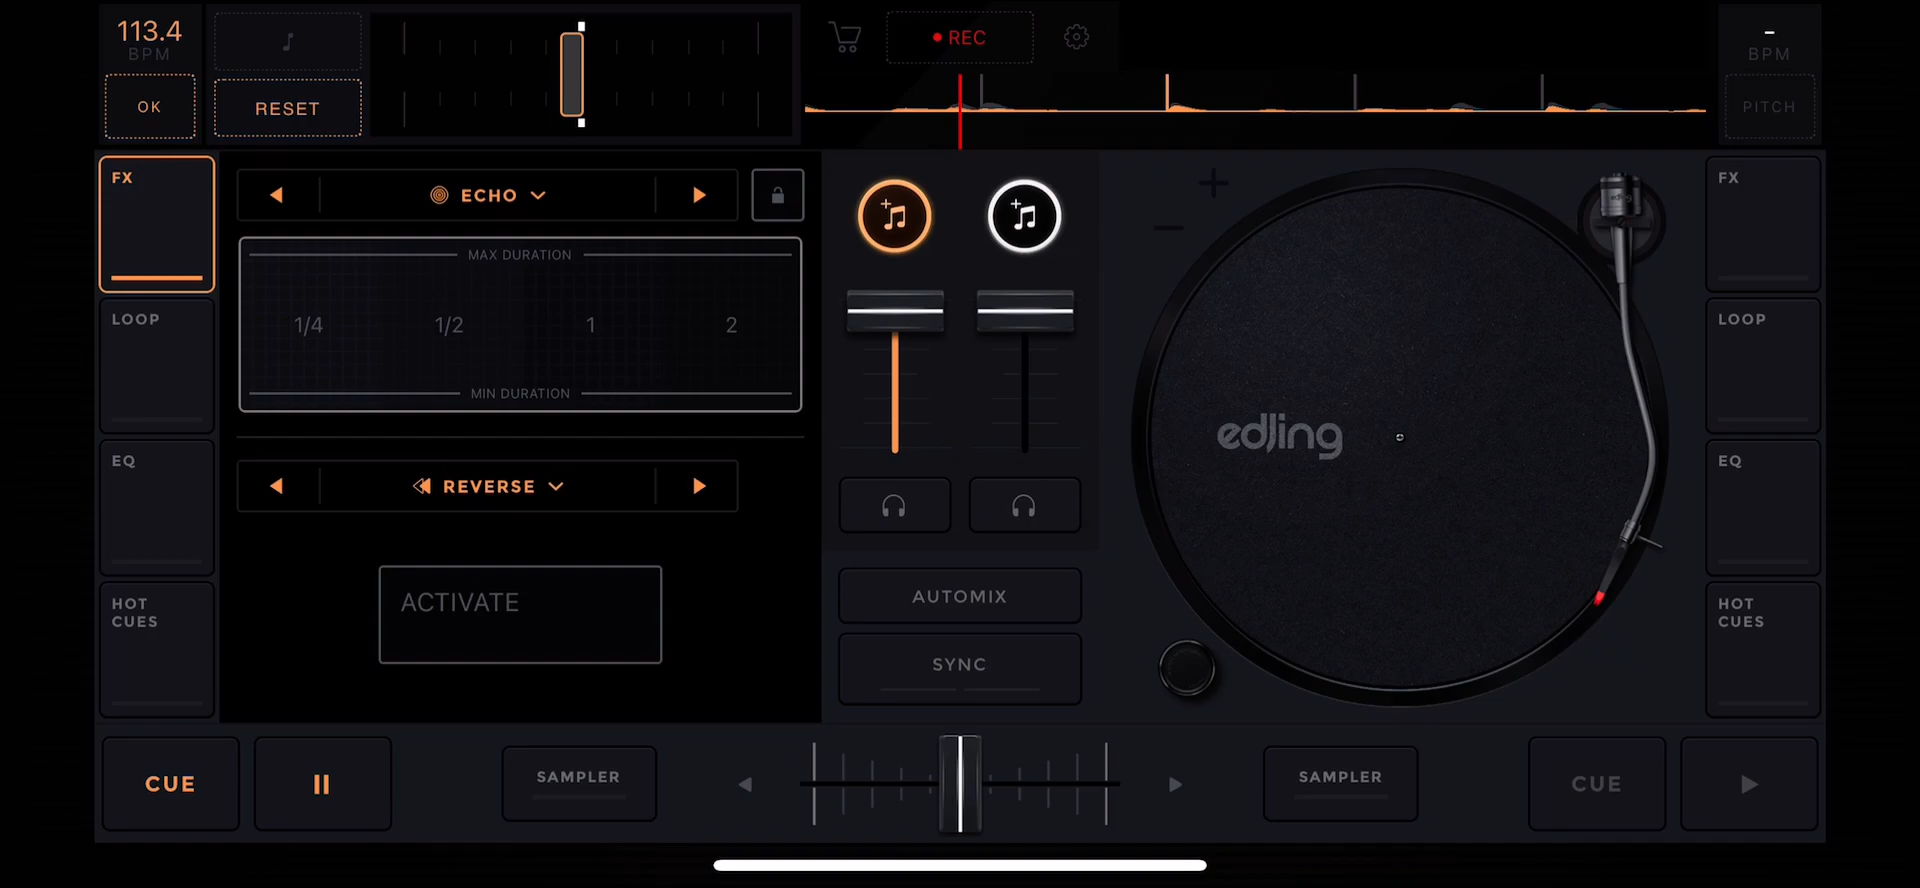 113.4
BPM
OK
RESET
REC
-
BPM
PITCH
FX
LOOP
EQ
HOT
CUES
ECHO
MAX DURATION
1/4 1/2 1 2
MIN DURATION
REVERSE
ACTIVATE
AUTOMIX
SYNC
edjing
edjing
FX
LOOP
EQ
HOT
CUES
CUE
SAMPLER
SAMPLER
CUE